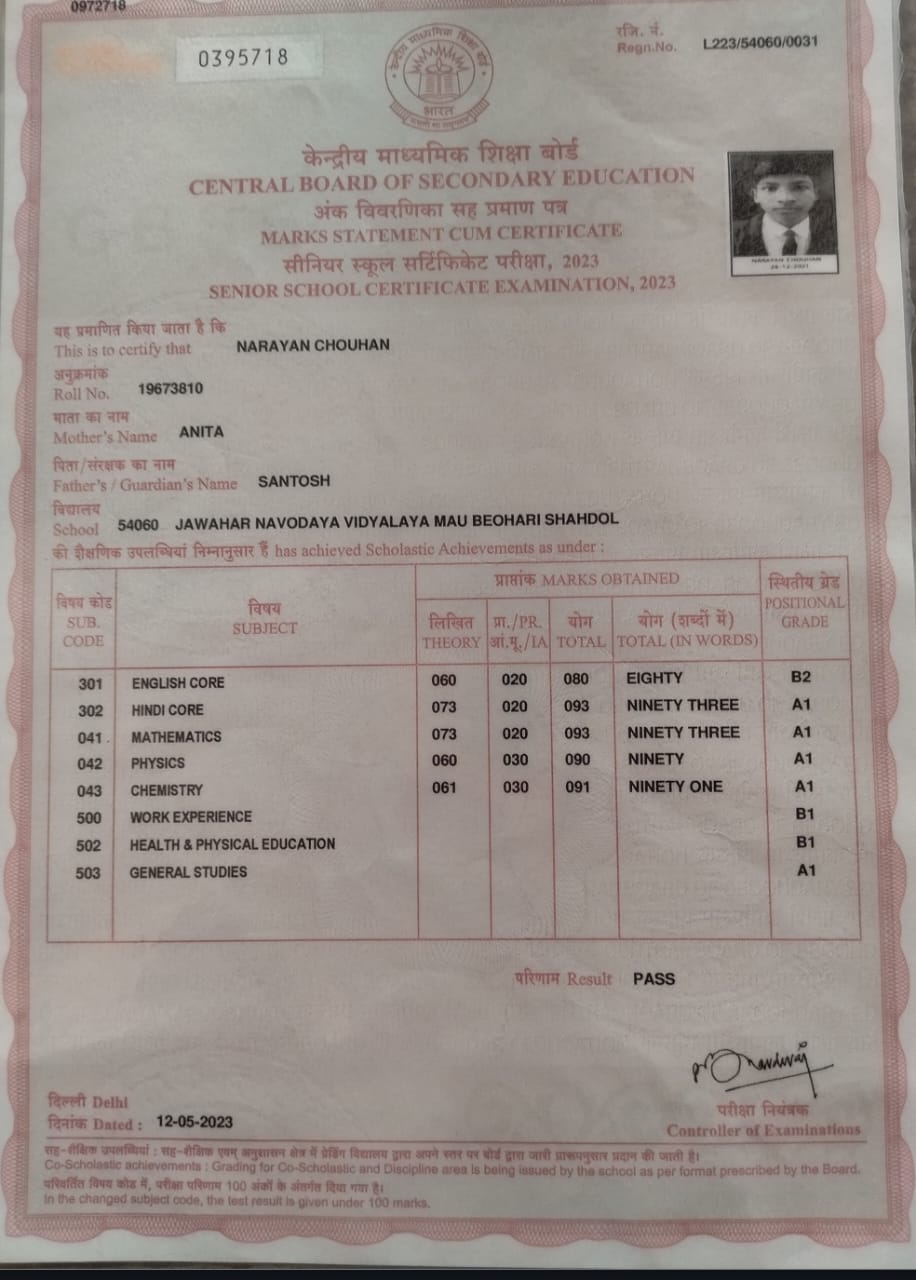 0972718
0395718
रजि. नं.
Regn.No. L223/54060/0031
केन्द्रीय माध्यमिक शिक्षा बोर्ड
भारत
केन्द्रीय माध्यमिक शिक्षा बोर्ड
CENTRAL BOARD OF SECONDARY EDUCATION
अंक विवरणिका सह प्रमाण पत्र
MARKS STATEMENT CUM CERTIFICATE
सीनियर स्कूल सर्टिफिकेट परीक्षा, 2023
SENIOR SCHOOL CERTIFICATE EXAMINATION, 2023
NARAYAN CHOUHAN
यह प्रमाणित किया जाता है कि
This is to certify that NARAYAN CHOUHAN
अनुक्रमांक
Roll No. 19673810
माता का नाम
Mother's Name ANITA
पिता/संरक्षक का नाम
Father's / Guardian's Name SANTOSH
विद्यालय
School 54060 JAWAHAR NAVODAYA VIDYALAYA MAU BEOHARI SHAHDOL
की शैक्षणिक उपलब्धियां निम्नानुसार हैं has achieved Scholastic Achievements as under :
विषय कोड SUB. CODE
विषय SUBJECT
प्राप्तांक MARKS OBTAINED
लिखित THEORY
प्रा./PR. आं.मू./IA
योग TOTAL
योग (शब्दों में) TOTAL (IN WORDS)
स्थितीय ग्रेड POSITIONAL GRADE
301 ENGLISH CORE 060 020 080 EIGHTY B2
302 HINDI CORE 073 020 093 NINETY THREE A1
041 MATHEMATICS 073 020 093 NINETY THREE A1
042 PHYSICS 060 030 090 NINETY A1
043 CHEMISTRY 061 030 091 NINETY ONE A1
500 WORK EXPERIENCE B1
502 HEALTH & PHYSICAL EDUCATION B1
503 GENERAL STUDIES A1
परिणाम Result PASS
दिल्ली Delhi
दिनांक Dated : 12-05-2023
परीक्षा नियंत्रक
Controller of Examinations
सह-शैक्षिक उपलब्धियां : सह-शैक्षिक एवम् अनुशासन क्षेत्र में ग्रेडिंग विद्यालय द्वारा अपने स्तर पर बोर्ड द्वारा जारी प्रारूपनुसार प्रदान की जाती है।
Co-Scholastic achievements : Grading for Co-Scholastic and Discipline area is being issued by the school as per format prescribed by the Board.
परिवर्तित विषय कोड में, परीक्षा परिणाम 100 अंकों के अंतर्गत दिया गया है।
In the changed subject code, the test result is given under 100 marks.